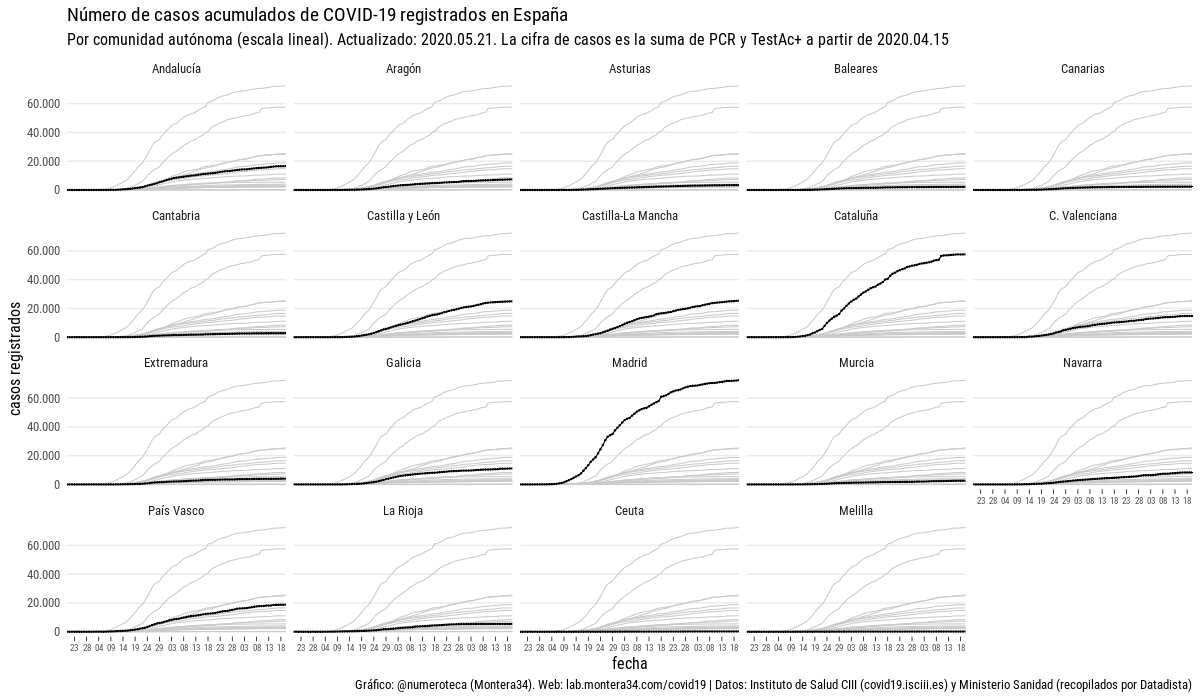 Número de casos acumulados de COVID-19 registrados en España
Por comunidad autónoma (escala lineal). Actualizado: 2020.05.21. La cifra de casos es la suma de PCR y TestAc+ a partir de 2020.04.15
Andalucía Aragón Asturias Baleares Canarias
60.000
40.000
20.000
0
Cantabria Castilla y León Castilla-La Mancha Cataluña C. Valenciana
60.000
40.000
20.000
0
casos registrados
Extremadura Galicia Madrid Murcia Navarra
60.000
40.000
20.000
0
23 28 04 09 14 19 24 29 03 08 13 18 23 28 03 08 13 18
País Vasco La Rioja Ceuta Melilla
60.000
40.000
20.000
0
23 28 04 09 14 19 24 29 03 08 13 18 23 28 03 08 13 18 23 28 04 09 14 19 24 29 03 08 13 18 23 28 03 08 13 18 23 28 04 09 14 19 24 29 03 08 13 18 23 28 03 08 13 18 23 28 04 09 14 19 24 29 03 08 13 18 23 28 03 08 13 18
fecha
Gráfico: @numeroteca (Montera34). Web: lab.montera34.com/covid19 | Datos: Instituto de Salud CIII (covid19.isciii.es) y Ministerio Sanidad (recopilados por Datadista)